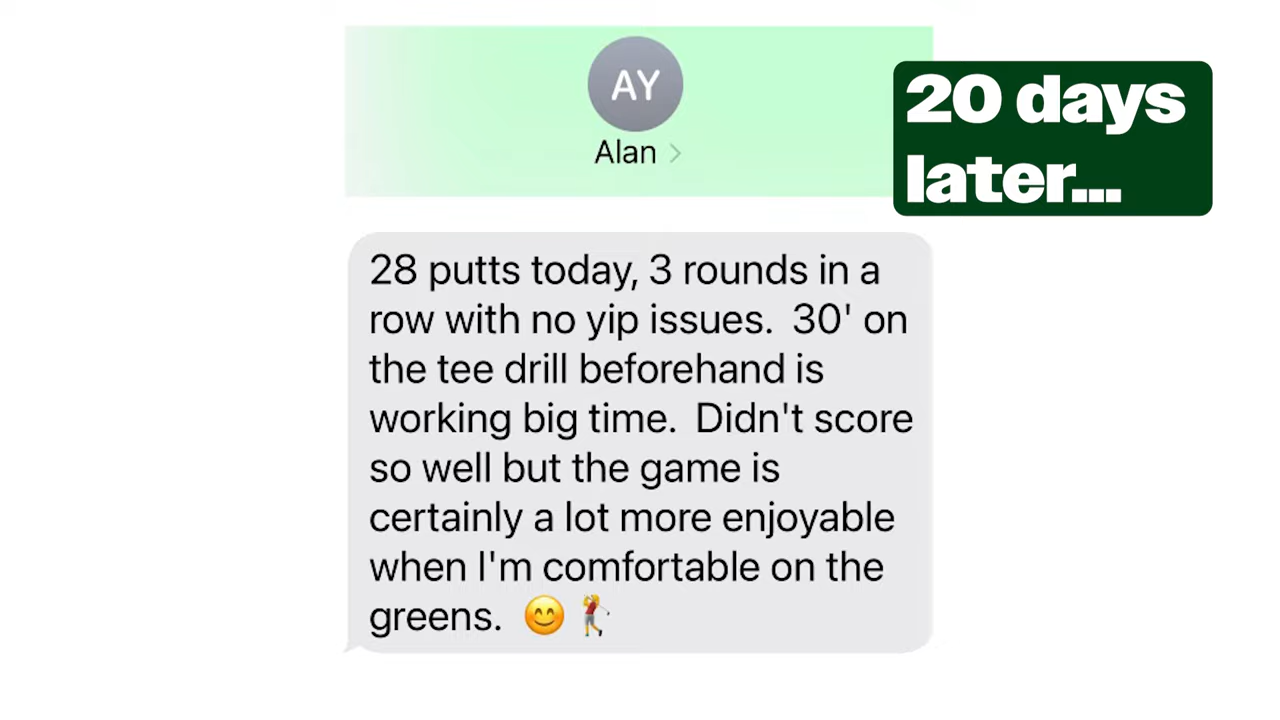 AY
Alan >
20 days
later...
28 putts today, 3 rounds in a
row with no yip issues.  30' on
the tee drill beforehand is
working big time.  Didn't score
so well but the game is
certainly a lot more enjoyable
when I'm comfortable on the
greens.  😊 🏌️